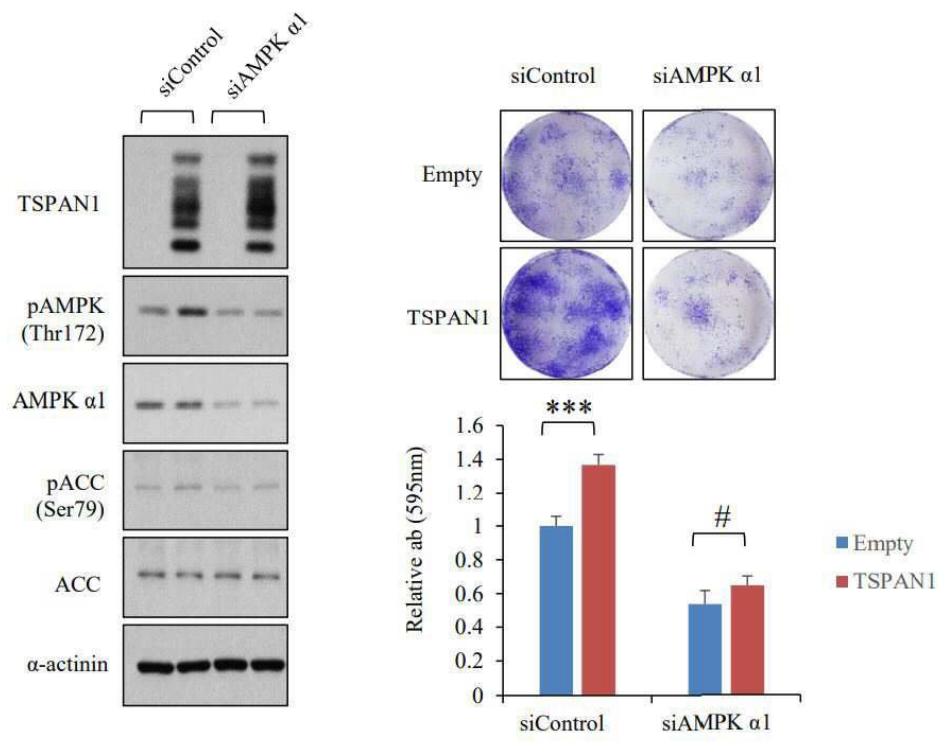 siControl
siAMPK α1
TSPAN1
pAMPK
(Thr172)
AMPK α1
pACC
(Ser79)
ACC
α-actinin
siControl siAMPK α1
Empty
TSPAN1
***
#
Relative ab (595nm)
1.6
1.4
1.2
1
0.8
0.6
0.4
0.2
0
siControl siAMPK α1
Empty
TSPAN1